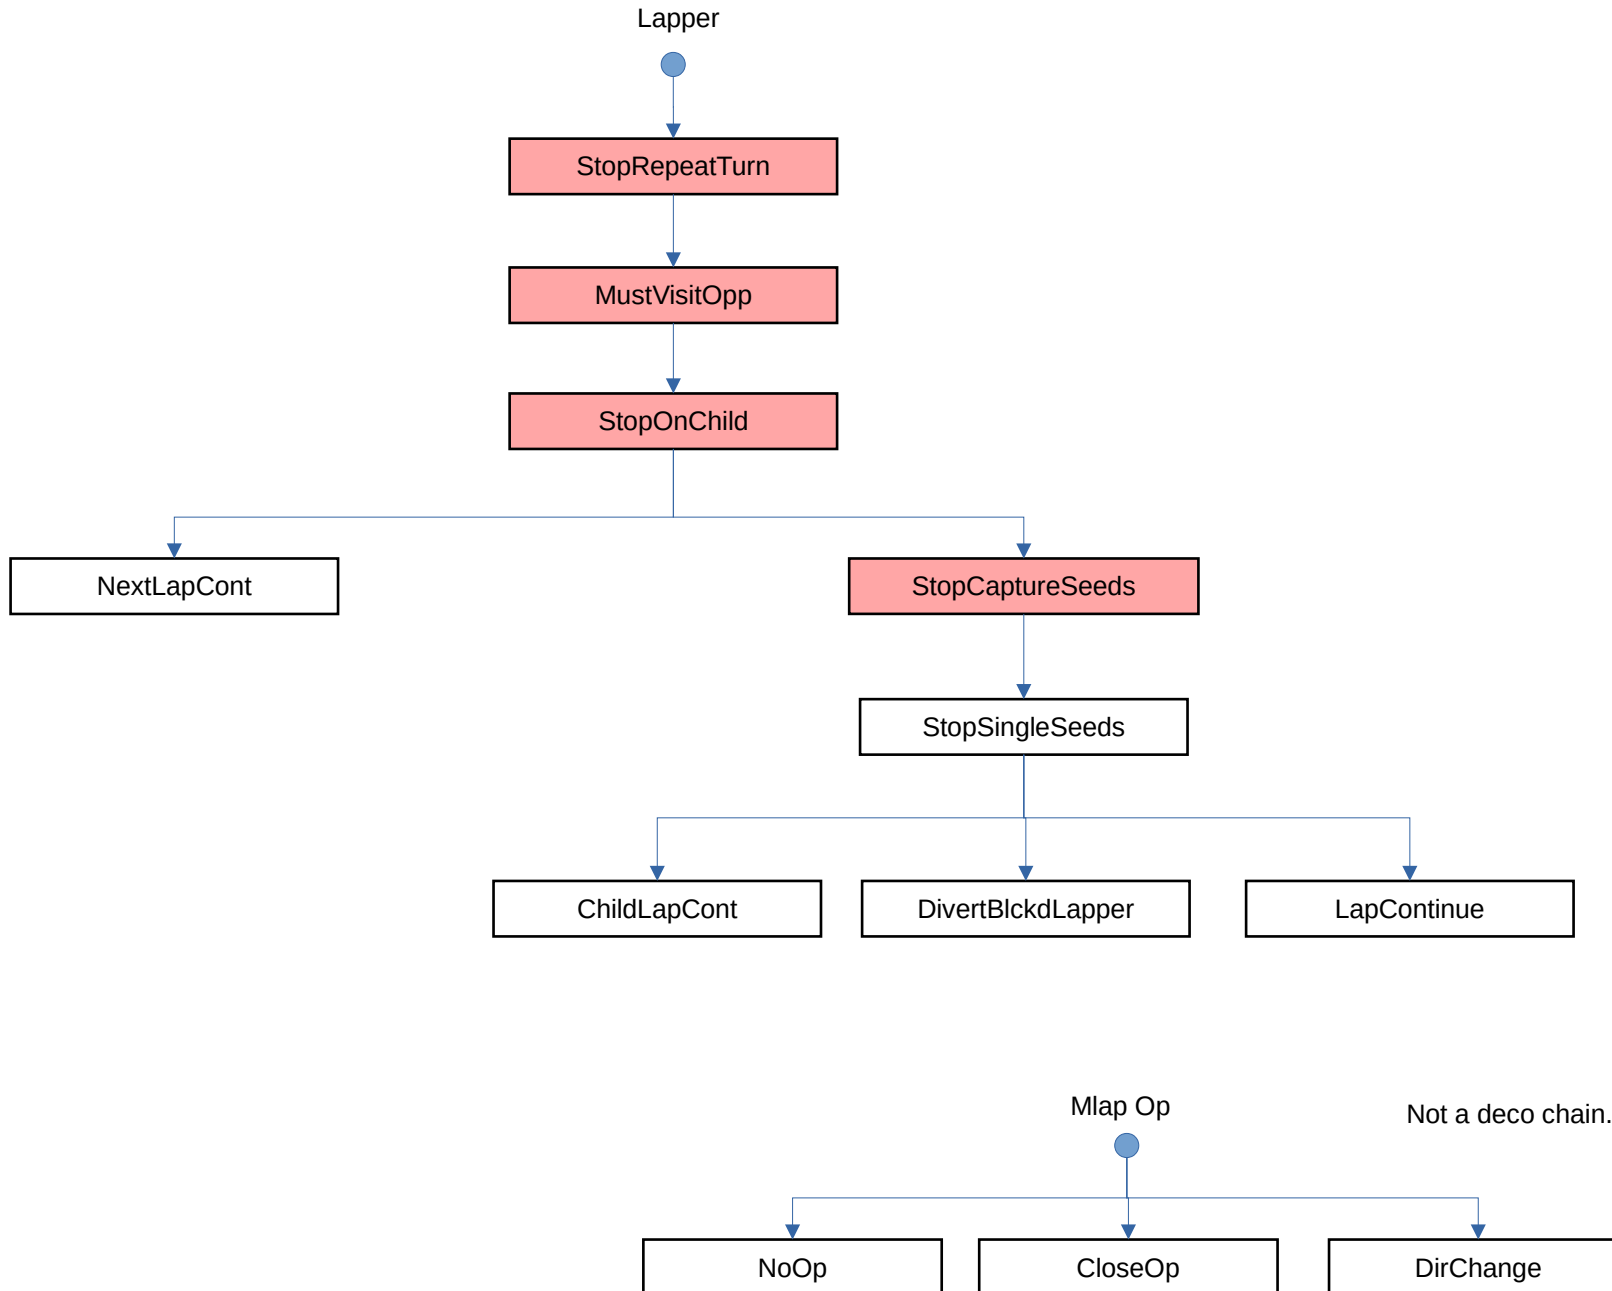 Lapper
StopRepeatTurn
MustVisitOpp
StopOnChild
NextLapCont
StopCaptureSeeds
StopSingleSeeds
ChildLapCont
DivertBlckdLapper
LapContinue
Mlap Op
Not a deco chain.
NoOp
CloseOp
DirChange